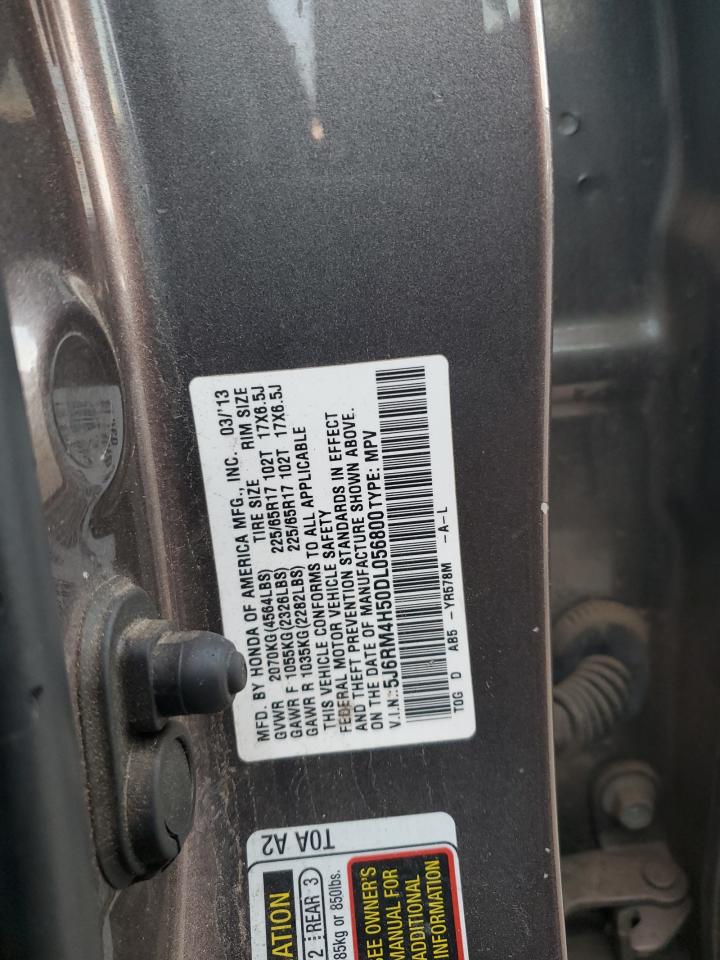 MFD. BY HONDA OF AMERICA MFG., INC. 03/'13
TIRE SIZE RIM SIZE
GVWR 2070KG(4564LBS) 225/65R17 102T 17X6.5J
GAWR F 1055KG(2326LBS) 225/65R17 102T 17X6.5J
GAWR R 1035KG(2282LBS)
THIS VEHICLE CONFORMS TO ALL APPLICABLE
FEDERAL MOTOR VEHICLE SAFETY
AND THEFT PREVENTION STANDARDS IN EFFECT
ON THE DATE OF MANUFACTURE SHOWN ABOVE.
V.I.N.:5J6RM4H50DL056800 TYPE: MPV
T0G D AB5 -YR578M -A-L
T0A A2
ATION
2 REAR 3
85kg or 850lbs.
SEE OWNER'S
MANUAL FOR
ADDITIONAL
INFORMATION